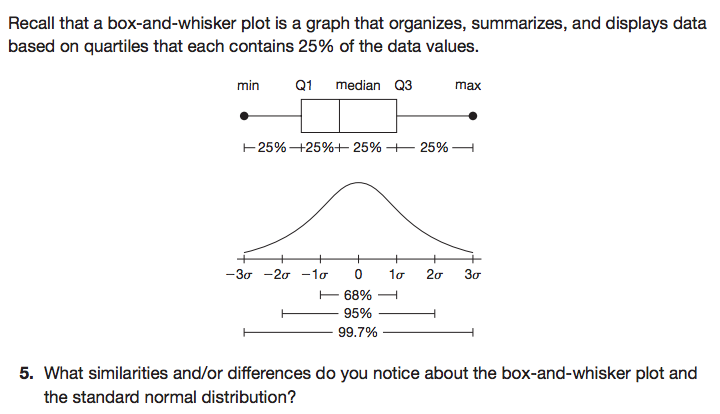 Recall that a box-and-whisker plot is a graph that organizes, summarizes, and displays data
based on quartiles that each contains 25% of the data values.
min Q1 median Q3 max
25% 25% 25% 25%
−3σ −2σ −1σ 0 1σ 2σ 3σ
68%
95%
99.7%
5. What similarities and/or differences do you notice about the box-and-whisker plot and
the standard normal distribution?